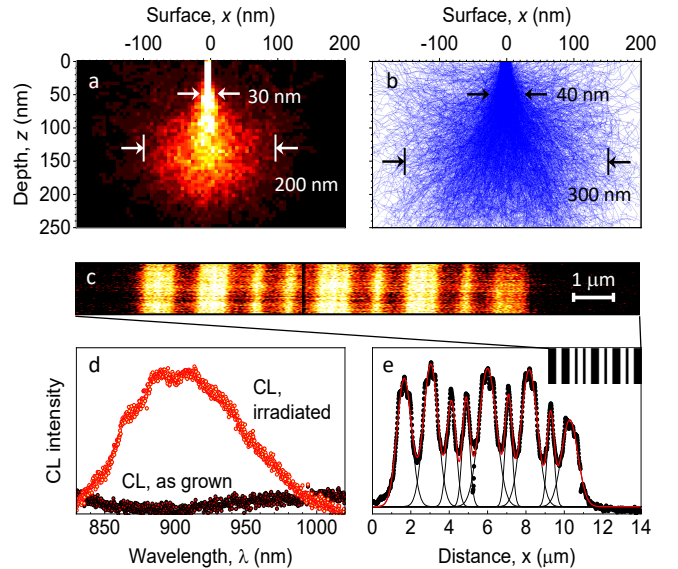 Surface, x (nm)
Surface, x (nm)
-100 0 100 200
-100 0 100 200
0
50
100
150
200
250
Depth, z (nm)
a
30 nm
200 nm
b
40 nm
300 nm
c
1 μm
d
CL,
irradiated
CL, as grown
CL intensity
900 950 1000
Wavelength, λ (nm)
e
0 2 4 6 8 10 12 14
Distance, x (μm)